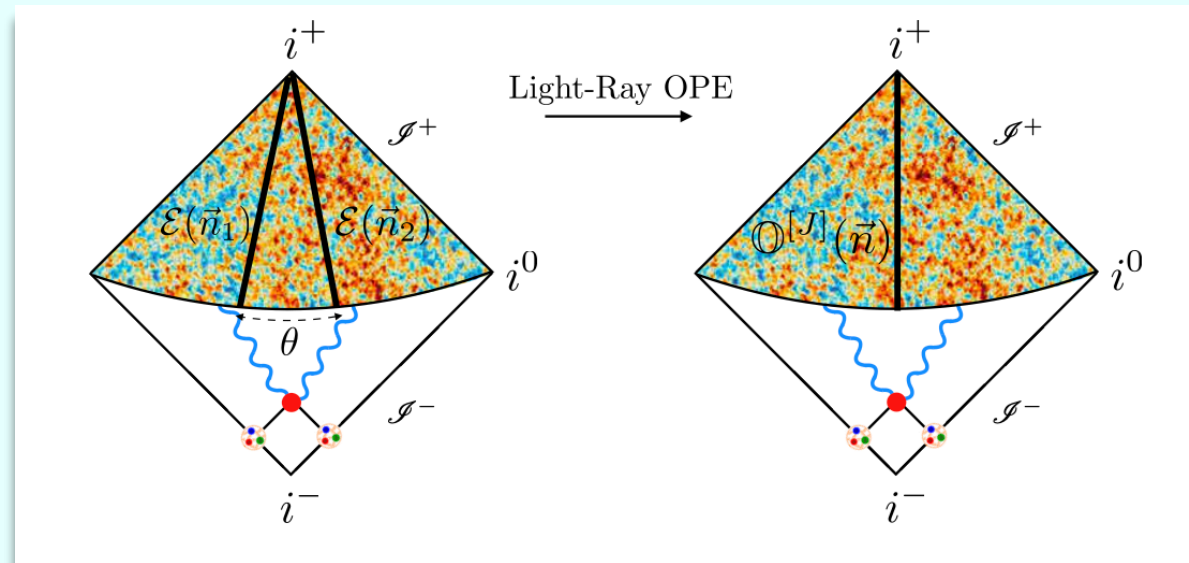 i⁺
Light-Ray OPE
i⁺
𝓘⁺
𝓘⁺
ℰ(n⃗₁)
ℰ(n⃗₂)
𝕆^[J](n⃗)
i⁰
i⁰
θ
𝓘⁻
𝓘⁻
i⁻
i⁻